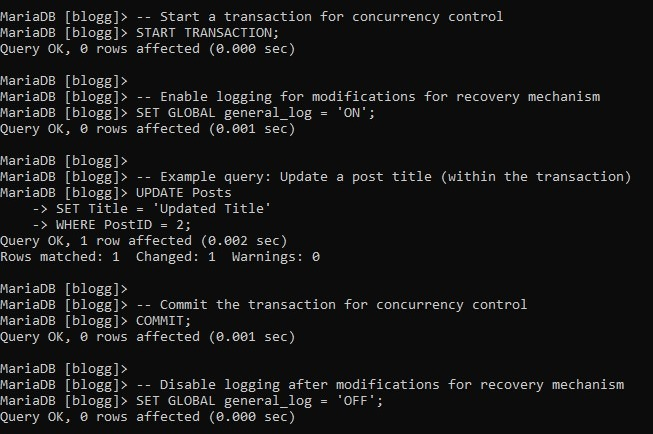 MariaDB [blogg]> -- Start a transaction for concurrency control
MariaDB [blogg]> START TRANSACTION;
Query OK, 0 rows affected (0.000 sec)
MariaDB [blogg]>
MariaDB [blogg]> -- Enable logging for modifications for recovery mechanism
MariaDB [blogg]> SET GLOBAL general_log = 'ON';
Query OK, 0 rows affected (0.001 sec)
MariaDB [blogg]>
MariaDB [blogg]> -- Example query: Update a post title (within the transaction)
MariaDB [blogg]> UPDATE Posts
    -> SET Title = 'Updated Title'
    -> WHERE PostID = 2;
Query OK, 1 row affected (0.002 sec)
Rows matched: 1  Changed: 1  Warnings: 0
MariaDB [blogg]>
MariaDB [blogg]> -- Commit the transaction for concurrency control
MariaDB [blogg]> COMMIT;
Query OK, 0 rows affected (0.001 sec)
MariaDB [blogg]>
MariaDB [blogg]> -- Disable logging after modifications for recovery mechanism
MariaDB [blogg]> SET GLOBAL general_log = 'OFF';
Query OK, 0 rows affected (0.000 sec)